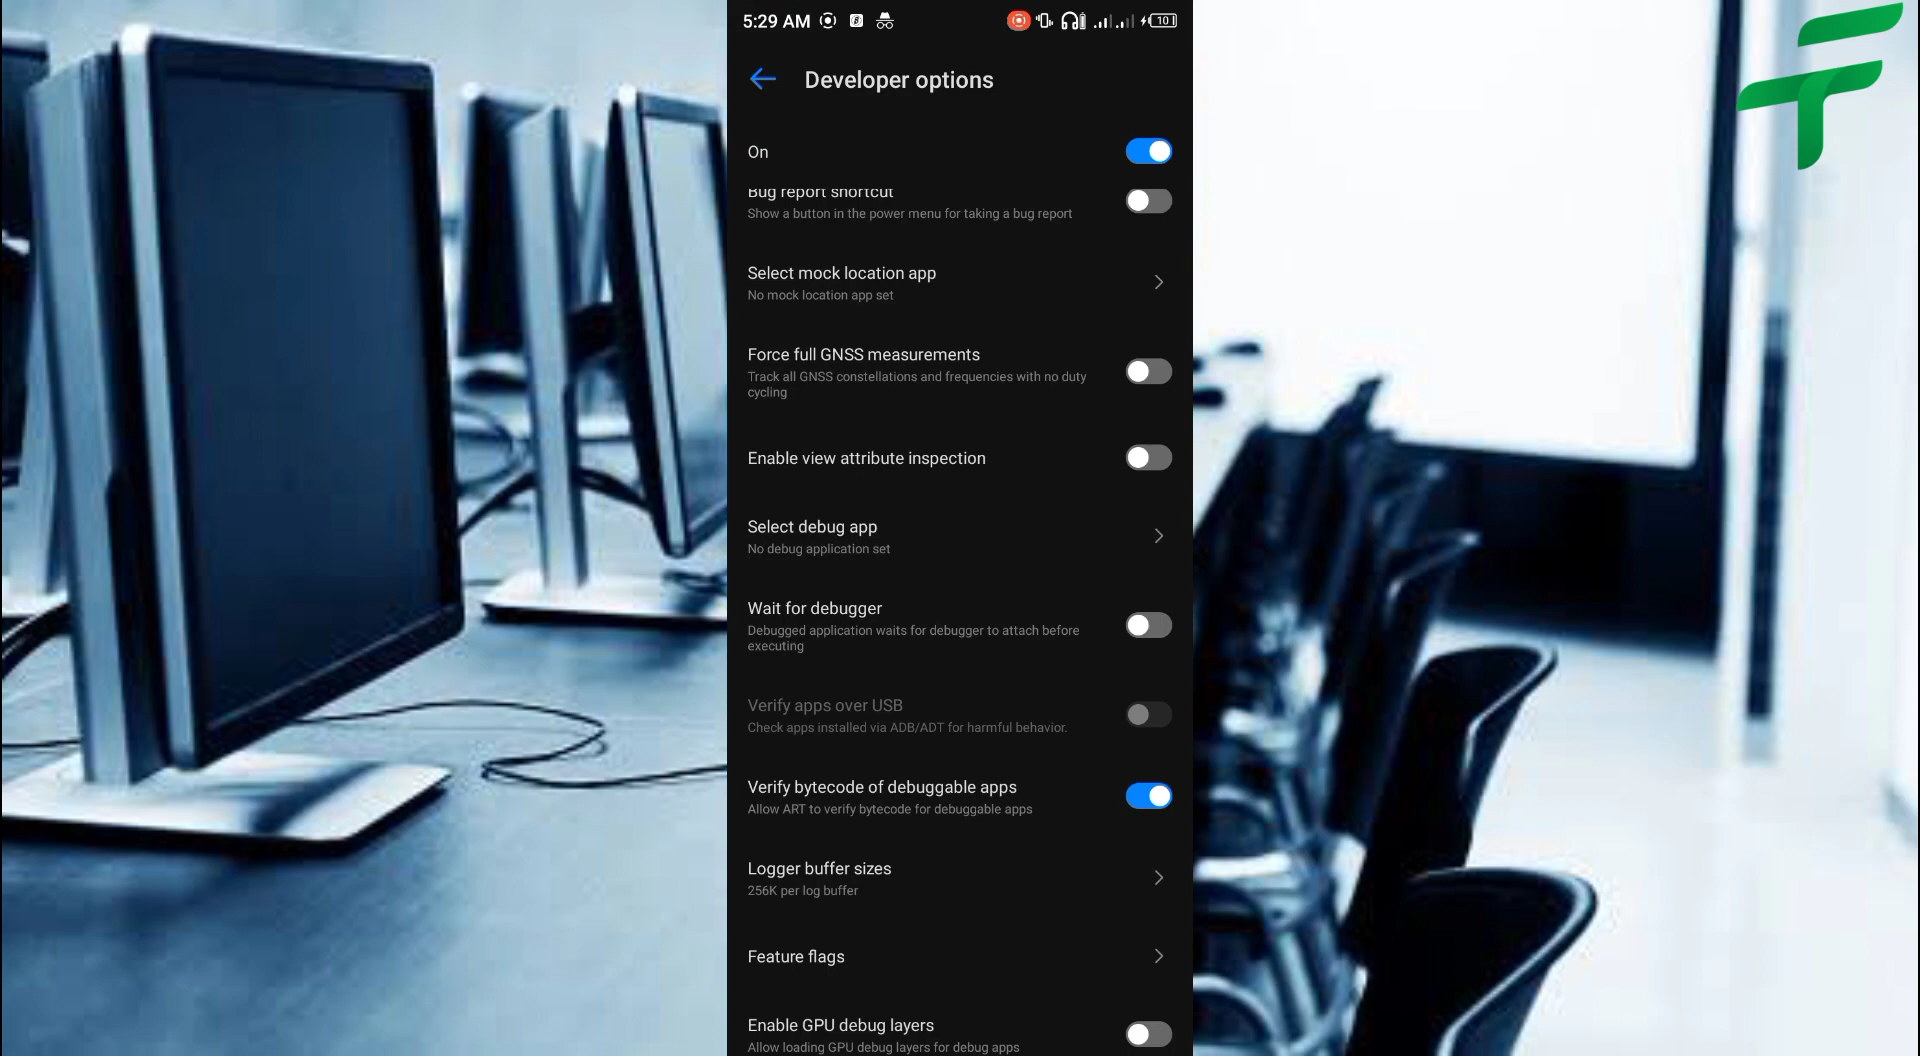 5:29 AM
10
Developer options
On
Bug report shortcut
Show a button in the power menu for taking a bug report
Select mock location app
No mock location app set
Force full GNSS measurements
Track all GNSS constellations and frequencies with no duty
cycling
Enable view attribute inspection
Select debug app
No debug application set
Wait for debugger
Debugged application waits for debugger to attach before
executing
Verify apps over USB
Check apps installed via ADB/ADT for harmful behavior.
Verify bytecode of debuggable apps
Allow ART to verify bytecode for debuggable apps
Logger buffer sizes
256K per log buffer
Feature flags
Enable GPU debug layers
Allow loading GPU debug layers for debug apps